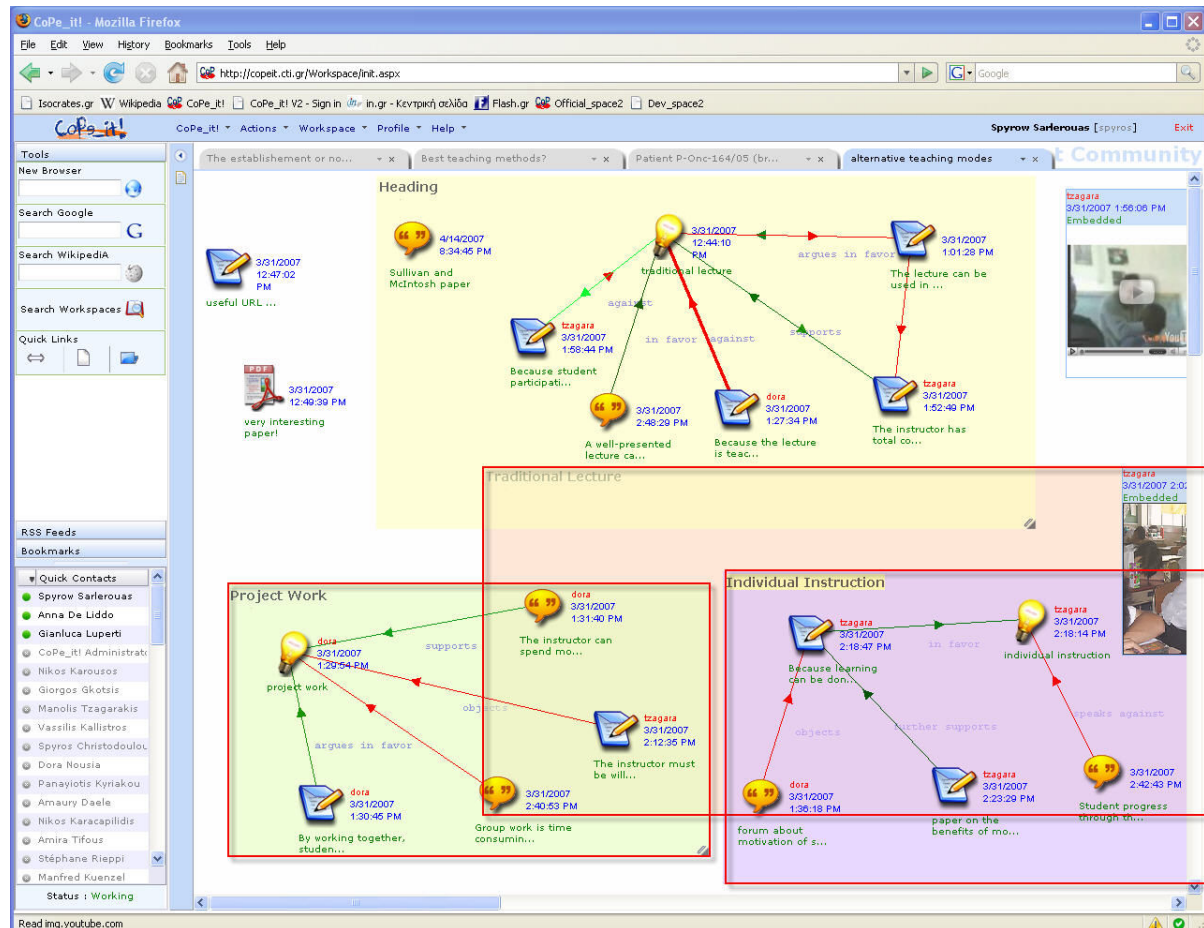 CoPe_it! - Mozilla Firefox
File Edit View History Bookmarks Tools Help
http://copeit.cti.gr/Workspace/init.aspx
G Google
Isocrates.gr W Wikipedia CoPe_it! CoPe_it! V2 - Sign in in.gr - Κεντρική σελίδα Flash.gr Official_space2 Dev_space2
CoPe_it!
CoPe_it! Actions Workspace Profile Help
Spyrow Sarlerouas [spyros] Exit
Tools
New Browser
Search Google
G
Search WikipediA
Search Workspaces
Quick Links
RSS Feeds
Bookmarks
Quick Contacts
Spyrow Sarlerouas
Anna De Liddo
Gianluca Luperti
CoPe_it! Administrato
Nikos Karousos
Giorgos Gkotsis
Manolis Tzagarakis
Vassilis Kallistros
Spyros Christodoulou
Dora Nousia
Panayiotis Kyriakou
Amaury Daele
Nikos Karacapilidis
Amira Tifous
Stéphane Rieppi
Manfred Kuenzel
Status : Working
The establishement or no...
Best teaching methods?
Patient P-Onc-164/05 (br...
alternative teaching modes
t Community
3/31/2007
12:47:02
PM
useful URL ...
PDF
3/31/2007
12:49:39 PM
very interesting
paper!
Heading
4/14/2007
8:34:45 PM
Sullivan and
McIntosh paper
3/31/2007
12:44:10
PM
traditional lecture
argues in favor
3/31/2007
1:01:28 PM
The lecture can be
used in ...
against
tzagara
3/31/2007
1:58:44 PM
Because student
participati...
in favor
against
supports
3/31/2007
2:48:29 PM
A well-presented
lecture ca...
dora
3/31/2007
1:27:34 PM
Because the lecture
is teac...
tzagara
3/31/2007
1:52:49 PM
The instructor has
total co...
tzagara
3/31/2007 1:56:06 PM
Embedded
Traditional Lecture
tzagara
3/31/2007 2:02
Embedded
Project Work
dora
3/31/2007
1:31:40 PM
The instructor can
spend mo...
dora
3/31/2007
1:29:54 PM
project work
supports
objects
tzagara
3/31/2007
2:12:35 PM
The instructor must
be will...
argues in favor
dora
3/31/2007
1:30:45 PM
By working together,
studen...
3/31/2007
2:40:53 PM
Group work is time
consumin...
Individual Instruction
tzagara
3/31/2007
2:18:47 PM
Because learning
can be don...
in favor
3/31/2007
2:18:14 PM
individual instruction
objects
further supports
speaks against
dora
3/31/2007
1:36:18 PM
forum about
motivation of s...
tzagara
3/31/2007
2:23:29 PM
paper on the
benefits of mo...
3/31/2007
2:42:43 PM
Student progress
through th...
Read img.youtube.com